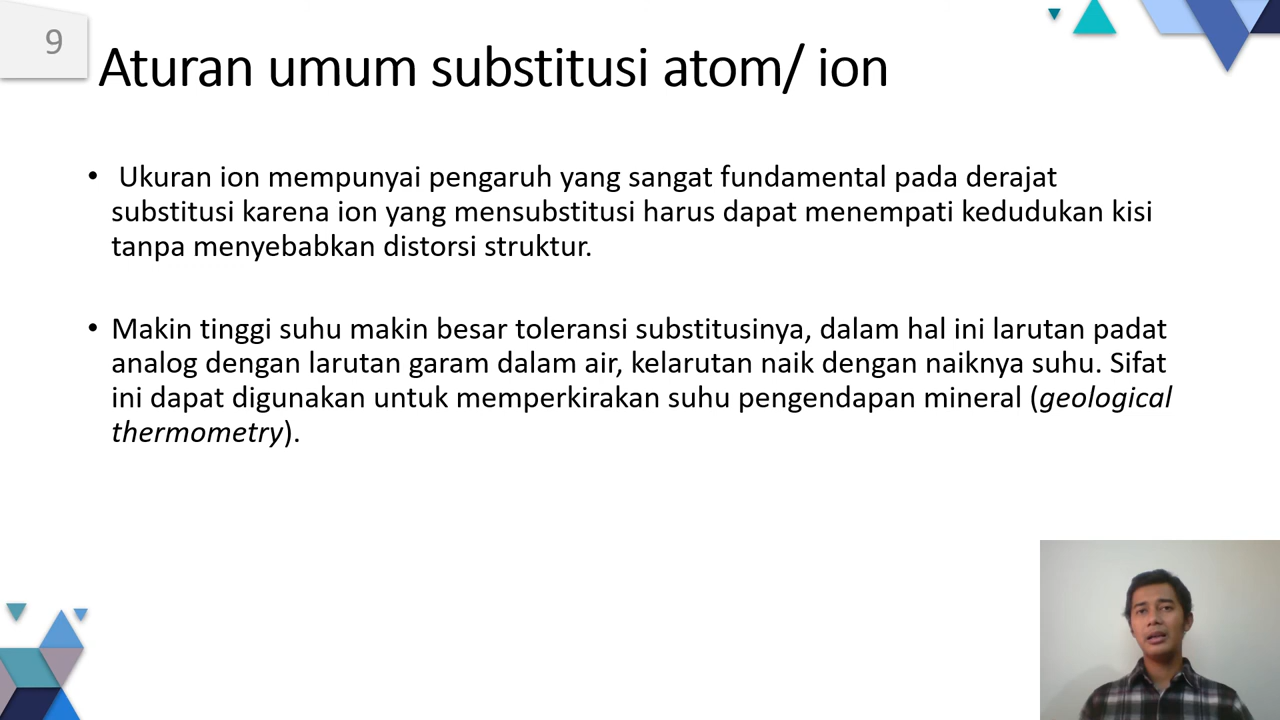 9
Aturan umum substitusi atom/ ion
• Ukuran ion mempunyai pengaruh yang sangat fundamental pada derajat
substitusi karena ion yang mensubstitusi harus dapat menempati kedudukan kisi
tanpa menyebabkan distorsi struktur.
• Makin tinggi suhu makin besar toleransi substitusinya, dalam hal ini larutan padat
analog dengan larutan garam dalam air, kelarutan naik dengan naiknya suhu. Sifat
ini dapat digunakan untuk memperkirakan suhu pengendapan mineral (geological
thermometry).